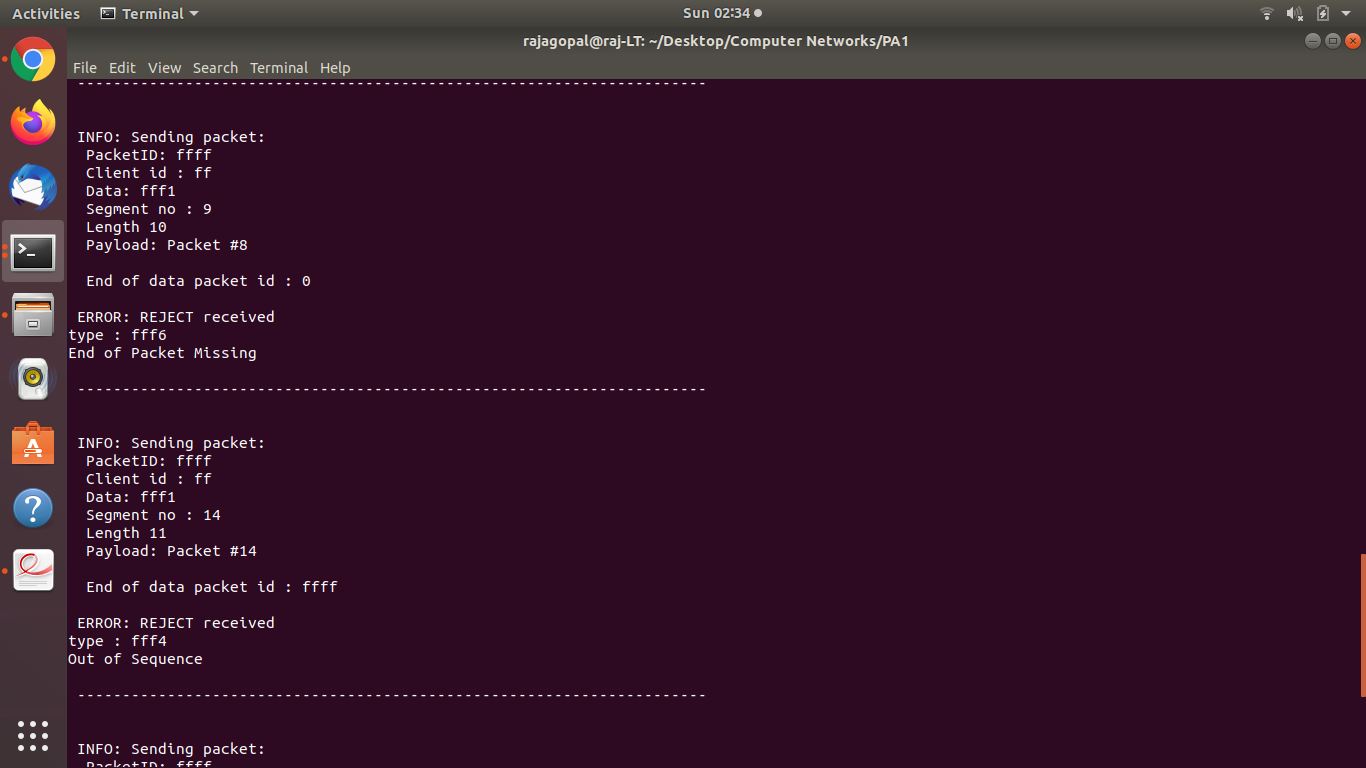 Activities Terminal Sun 02:34
rajagopal@raj-LT: ~/Desktop/Computer Networks/PA1
File Edit View Search Terminal Help
-----------------------------------------------------------------------
INFO: Sending packet:
PacketID: ffff
Client id : ff
Data: fff1
Segment no : 9
Length 10
Payload: Packet #8
End of data packet id : 0
ERROR: REJECT received
type : fff6
End of Packet Missing
-----------------------------------------------------------------------
INFO: Sending packet:
PacketID: ffff
Client id : ff
Data: fff1
Segment no : 14
Length 11
Payload: Packet #14
End of data packet id : ffff
ERROR: REJECT received
type : fff4
Out of Sequence
-----------------------------------------------------------------------
INFO: Sending packet:
PacketID: ffff